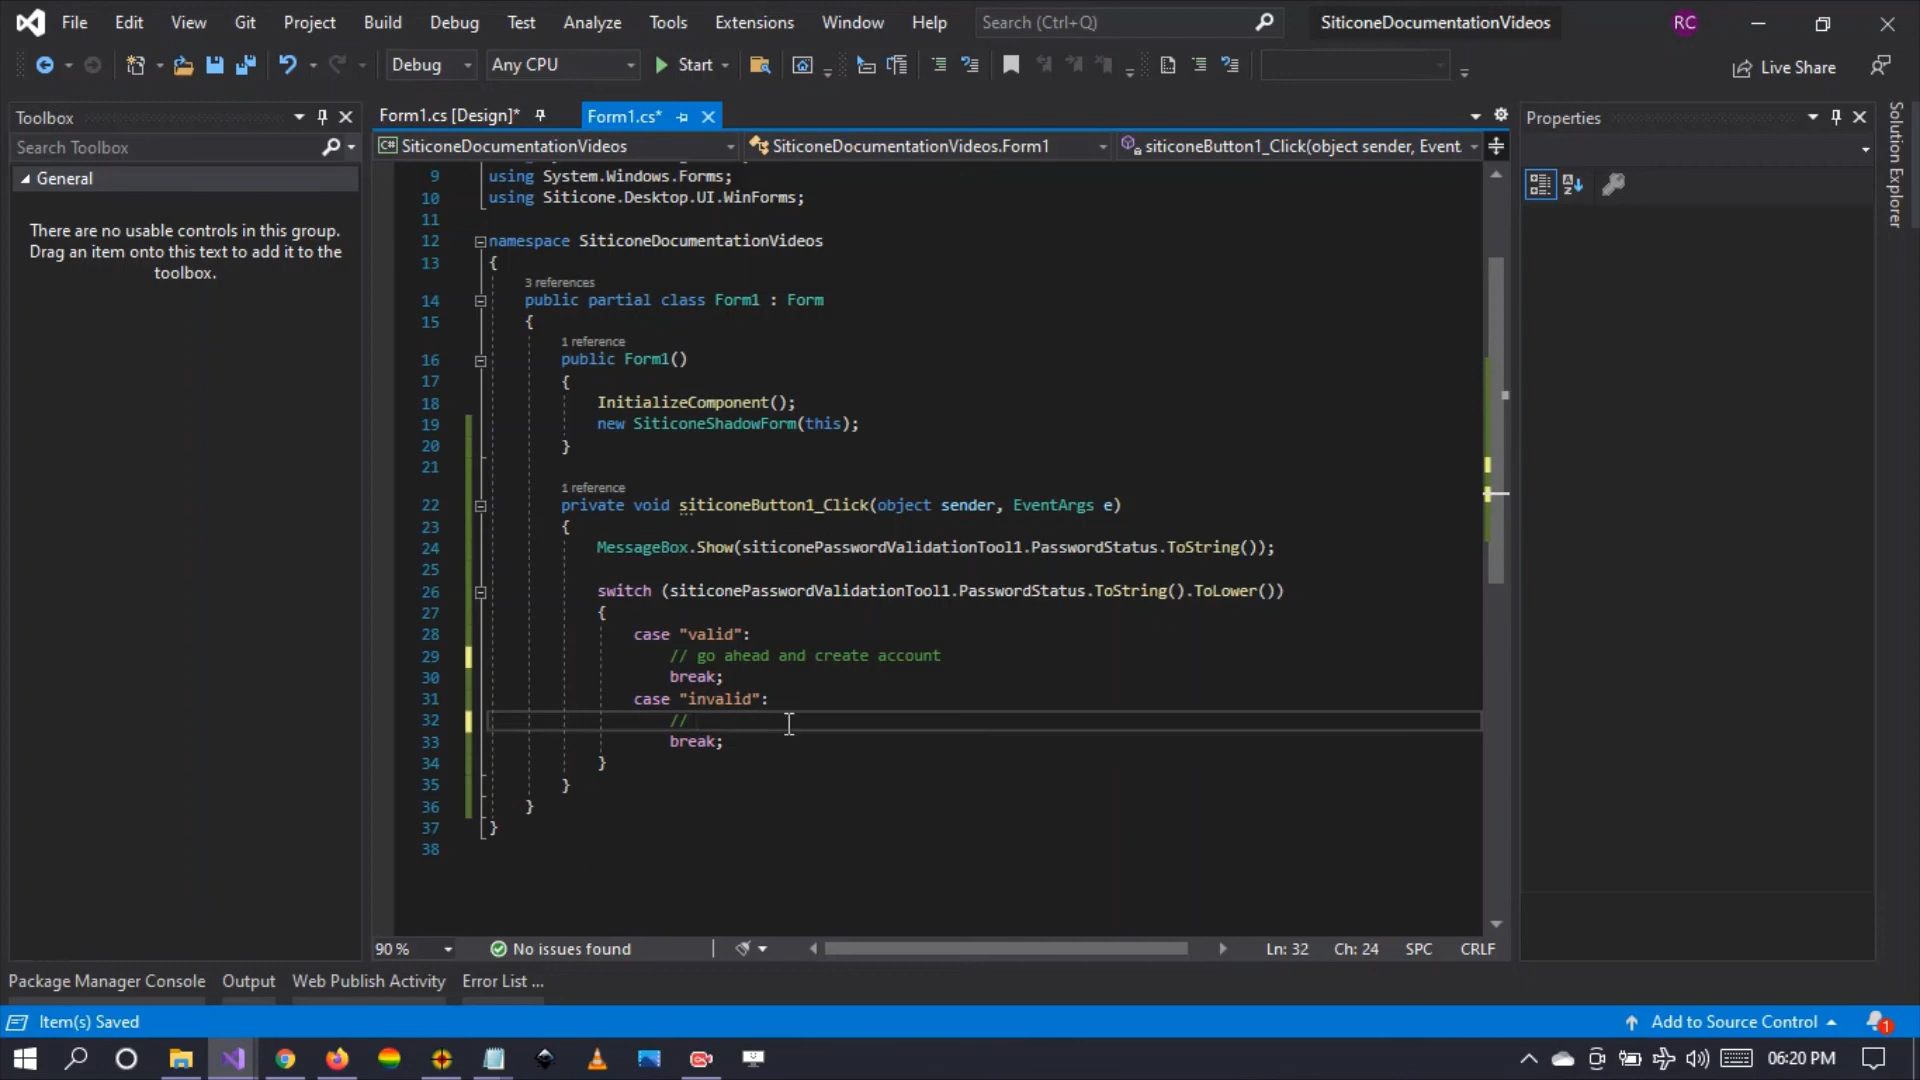 File Edit View Git Project Build Debug Test Analyze Tools Extensions Window Help Search (Ctrl+Q) SiticoneDocumentationVideos RC
Debug Any CPU Start Live Share
Toolbox
Search Toolbox
General
There are no usable controls in this group.
Drag an item onto this text to add it to the
toolbox.
Form1.cs [Design]* Form1.cs*
C# SiticoneDocumentationVideos SiticoneDocumentationVideos.Form1 siticoneButton1_Click(object sender, Event
9 using System.Windows.Forms;
10 using Siticone.Desktop.UI.WinForms;
11
12 namespace SiticoneDocumentationVideos
13 {
3 references
14 public partial class Form1 : Form
15 {
1 reference
16 public Form1()
17 {
18 InitializeComponent();
19 new SiticoneShadowForm(this);
20 }
21
1 reference
22 private void siticoneButton1_Click(object sender, EventArgs e)
23 {
24 MessageBox.Show(siticonePasswordValidationTool1.PasswordStatus.ToString());
25
26 switch (siticonePasswordValidationTool1.PasswordStatus.ToString().ToLower())
27 {
28 case "valid":
29 // go ahead and create account
30 break;
31 case "invalid":
32 //
33 break;
34 }
35 }
36 }
37 }
38
90 % No issues found Ln: 32 Ch: 24 SPC CRLF
Properties
Solution Explorer
Package Manager Console Output Web Publish Activity Error List ...
Item(s) Saved Add to Source Control 1
06:20 PM